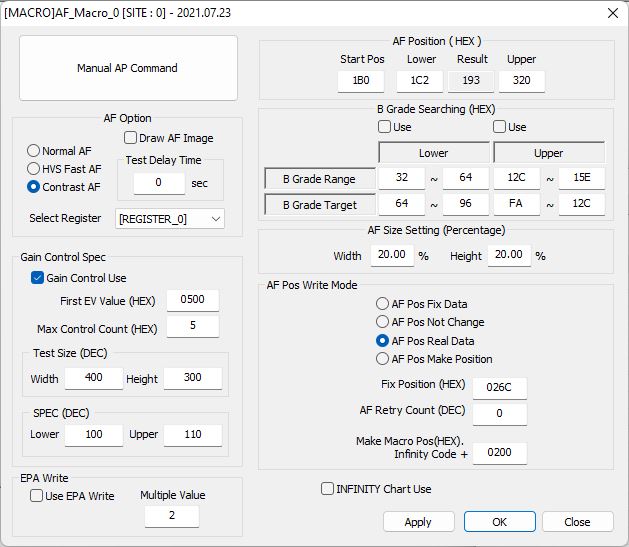 [MACRO]AF_Macro_0 [SITE : 0] - 2021.07.23
Manual AP Command
AF Option
Draw AF Image
Normal AF
HVS Fast AF
Contrast AF
Test Delay Time
0 sec
Select Register [REGISTER_0]
Gain Control Spec
Gain Control Use
First EV Value (HEX) 0500
Max Control Count (HEX) 5
Test Size (DEC)
Width 400 Height 300
SPEC (DEC)
Lower 100 Upper 110
EPA Write
Use EPA Write
Multiple Value
2
AF Position ( HEX )
Start Pos Lower Result Upper
1B0 1C2 193 320
B Grade Searching (HEX)
Use Use
Lower Upper
B Grade Range 32 ~ 64 12C ~ 15E
B Grade Target 64 ~ 96 FA ~ 12C
AF Size Setting (Percentage)
Width 20.00 % Height 20.00 %
AF Pos Write Mode
AF Pos Fix Data
AF Pos Not Change
AF Pos Real Data
AF Pos Make Position
Fix Position (HEX) 026C
AF Retry Count (DEC) 0
Make Macro Pos(HEX).
Infinity Code + 0200
INFINITY Chart Use
Apply OK Close